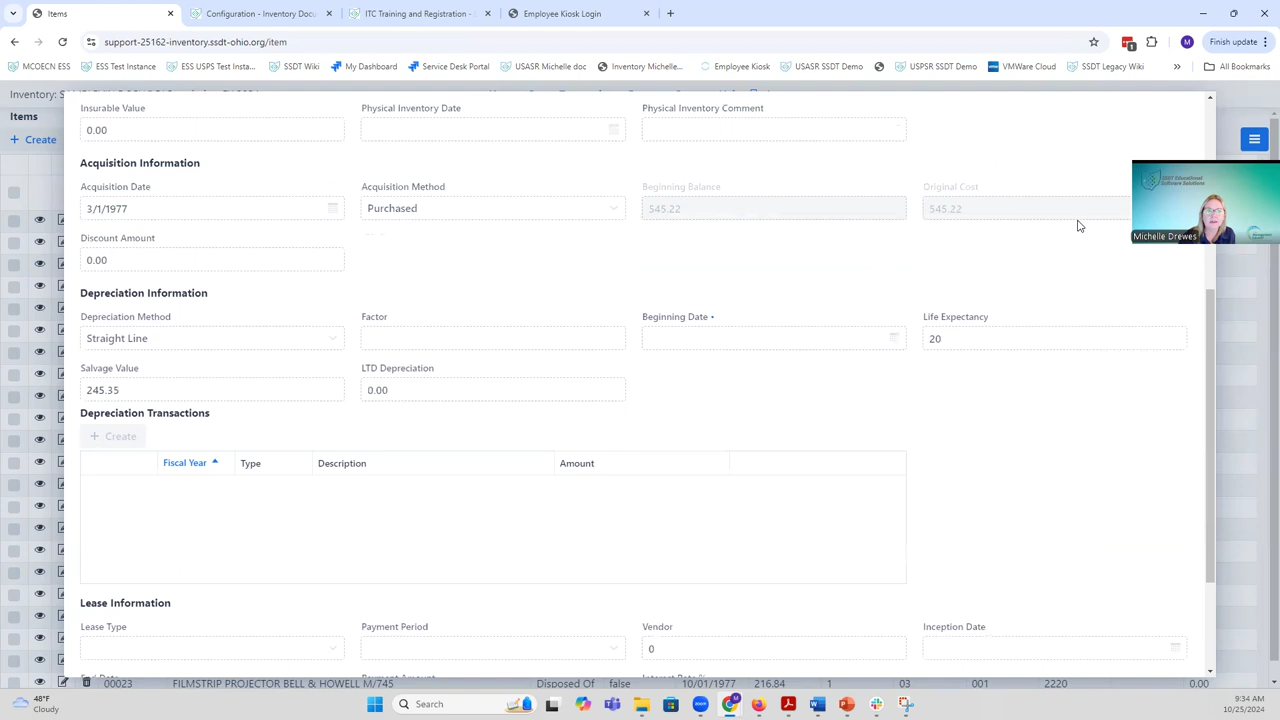 Items
Configuration - Inventory Docu
ITC Training and Registration -
Employee Kiosk Login
support-25162-inventory.ssdt-ohio.org/item
Finish update
MCOECN ESS
ESS Test Instance
ESS USPS Test Insta...
SSDT Wiki
My Dashboard
Service Desk Portal
USASR Michelle doc
Inventory Michelle...
Employee Kiosk
USASR SSDT Demo
USPSR SSDT Demo
VMWare Cloud
SSDT Legacy Wiki
All Bookmarks
Items
Create
Insurable Value
Physical Inventory Date
Physical Inventory Comment
0.00
Acquisition Information
Acquisition Date
Acquisition Method
Beginning Balance
Original Cost
3/1/1977
Purchased
545.22
545.22
Discount Amount
0.00
SSDT Educational
Software Solutions
Michelle Drewes
Depreciation Information
Depreciation Method
Factor
Beginning Date
Life Expectancy
Straight Line
20
Salvage Value
LTD Depreciation
245.35
0.00
Depreciation Transactions
+ Create
Fiscal Year
Type
Description
Amount
Lease Information
Lease Type
Payment Period
Vendor
Inception Date
0
00023
FILMSTRIP PROJECTOR BELL & HOWELL M/745
Disposed Of
false
10/01/1977
216.84
1
03
001
2220
0.00
48°F
Cloudy
Search
9:34 AM
10/25/2024